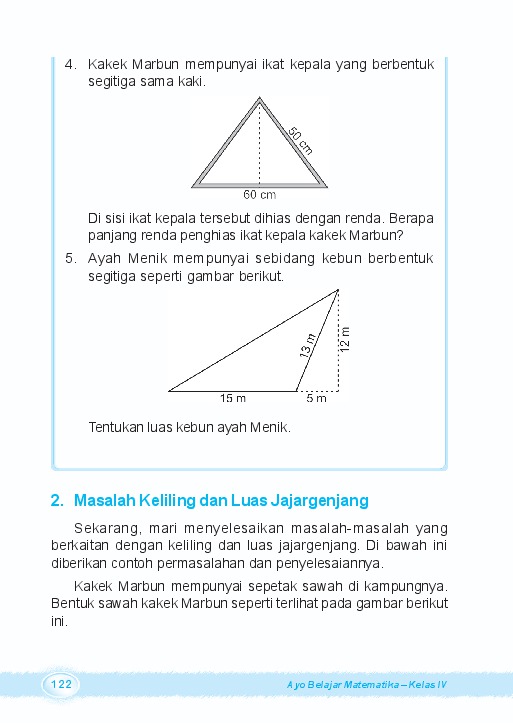 4. Kakek Marbun mempunyai ikat kepala yang berbentuk
segitiga sama kaki.
50 cm
60 cm
Di sisi ikat kepala tersebut dihias dengan renda. Berapa
panjang renda penghias ikat kepala kakek Marbun?
5. Ayah Menik mempunyai sebidang kebun berbentuk
segitiga seperti gambar berikut.
13 m
12 m
15 m 5 m
Tentukan luas kebun ayah Menik.
2. Masalah Keliling dan Luas Jajargenjang
Sekarang, mari menyelesaikan masalah-masalah yang
berkaitan dengan keliling dan luas jajargenjang. Di bawah ini
diberikan contoh permasalahan dan penyelesaiannya.
Kakek Marbun mempunyai sepetak sawah di kampungnya.
Bentuk sawah kakek Marbun seperti terlihat pada gambar berikut
ini.
122 Ayo Belajar Matematika – Kelas IV